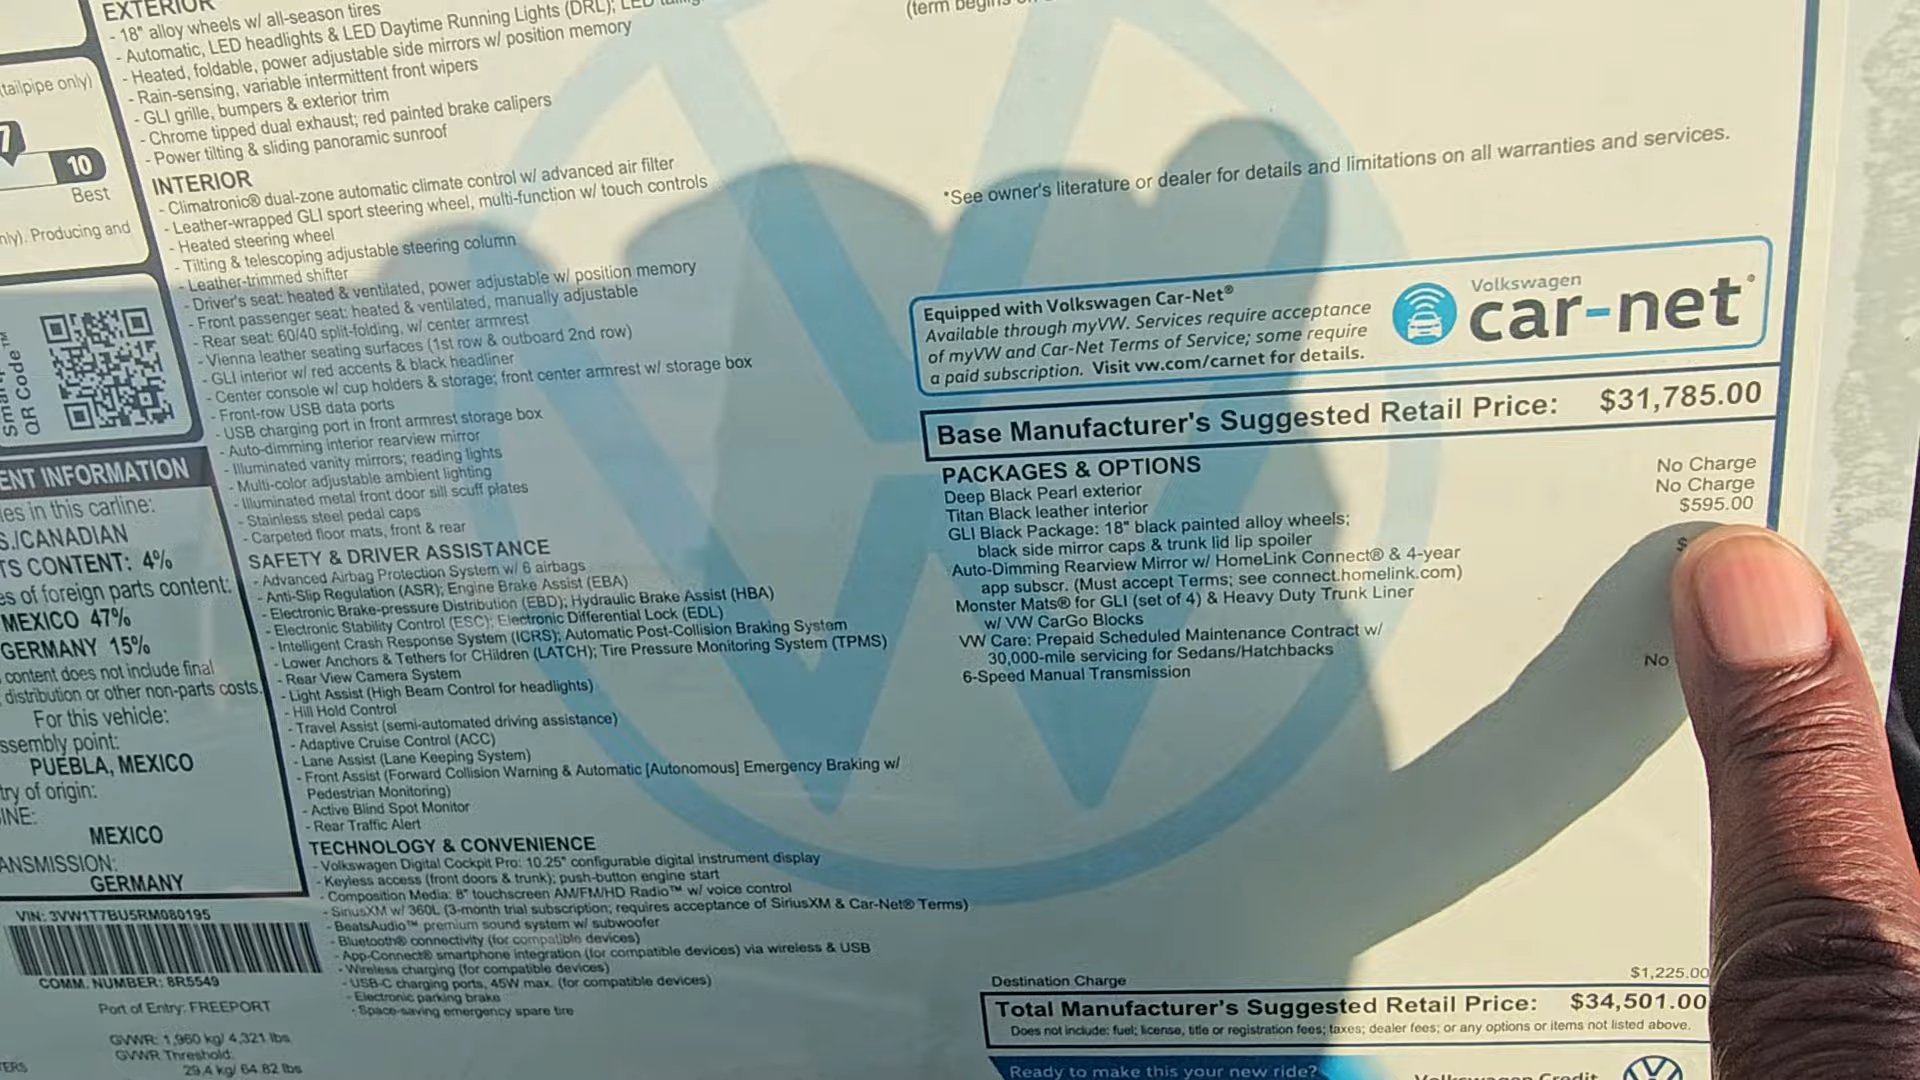 EXTERIOR
- 18" alloy wheels w/ all-season tires
- Automatic, LED headlights & LED Daytime Running Lights (DRL); LED
- Heated, foldable, power adjustable side mirrors w/ position memory
- Rain-sensing, variable intermittent front wipers
- GLI grille, bumpers & exterior trim
- Chrome tipped dual exhaust; red painted brake calipers
- Power tilting & sliding panoramic sunroof
INTERIOR
- Climatronic® dual-zone automatic climate control w/ advanced air filter
- Leather-wrapped GLI sport steering wheel, multi-function w/ touch controls
- Heated steering wheel
- Tilting & telescoping adjustable steering column
- Leather-trimmed shifter
- Driver's seat: heated & ventilated, power adjustable w/ position memory
- Front passenger seat: heated & ventilated, manually adjustable
- Rear seat: 60/40 split-folding, w/ center armrest
- Vienna leather seating surfaces (1st row & outboard 2nd row)
- GLI interior w/ red accents & black headliner
- Center console w/ cup holders & storage; front center armrest w/ storage box
- Front-row USB data ports
- USB charging port in front armrest storage box
- Auto-dimming interior rearview mirror
- Illuminated vanity mirrors; reading lights
- Multi-color adjustable ambient lighting
- Illuminated metal front door sill scuff plates
- Stainless steel pedal caps
- Carpeted floor mats, front & rear
SAFETY & DRIVER ASSISTANCE
- Advanced Airbag Protection System w/ 6 airbags
- Anti-Slip Regulation (ASR); Engine Brake Assist (EBA)
- Electronic Brake-pressure Distribution (EBD); Hydraulic Brake Assist (HBA)
- Electronic Stability Control (ESC); Electronic Differential Lock (EDL)
- Intelligent Crash Response System (ICRS); Automatic Post-Collision Braking System
- Lower Anchors & Tethers for CHildren (LATCH); Tire Pressure Monitoring System (TPMS)
- Rear View Camera System
- Light Assist (High Beam Control for headlights)
- Hill Hold Control
- Travel Assist (semi-automated driving assistance)
- Adaptive Cruise Control (ACC)
- Lane Assist (Lane Keeping System)
- Front Assist (Forward Collision Warning & Automatic [Autonomous] Emergency Braking w/
Pedestrian Monitoring)
- Active Blind Spot Monitor
- Rear Traffic Alert
TECHNOLOGY & CONVENIENCE
- Volkswagen Digital Cockpit Pro: 10.25" configurable digital instrument display
- Keyless access (front doors & trunk); push-button engine start
- Composition Media: 8" touchscreen AM/FM/HD Radio™ w/ voice control
- SiriusXM w/ 360L (3-month trial subscription; requires acceptance of SiriusXM & Car-Net® Terms)
- BeatsAudio™ premium sound system w/ subwoofer
- Bluetooth® connectivity (for compatible devices)
- App-Connect® smartphone integration (for compatible devices) via wireless & USB
- Wireless charging (for compatible devices)
- USB-C charging ports, 45W max. (for compatible devices)
- Electronic parking brake
- Space-saving emergency spare tire
tailpipe only)
7
10
Best
Producing and
QR Code
ENT INFORMATION
in this carline:
S./CANADIAN
TS CONTENT: 4%
of foreign parts content:
MEXICO 47%
GERMANY 15%
content does not include final
distribution or other non-parts costs.
For this vehicle:
ssembly point:
PUEBLA, MEXICO
try of origin:
INE:
MEXICO
ANSMISSION:
GERMANY
VIN: 3VW1T7BU5RM080195
COMM. NUMBER: 8R5549
Port of Entry: FREEPORT
GVWR: 1,960 kg/ 4,321 lbs
GVWR Threshold:
29.4 kg/ 64.82 lbs
(term begins
*See owner's literature or dealer for details and limitations on all warranties and services.
Equipped with Volkswagen Car-Net®
Available through myVW. Services require acceptance
of myVW and Car-Net Terms of Service; some require
a paid subscription. Visit vw.com/carnet for details.
Volkswagen
car-net®
Base Manufacturer's Suggested Retail Price: $31,785.00
PACKAGES & OPTIONS
Deep Black Pearl exterior No Charge
Titan Black leather interior No Charge
GLI Black Package: 18" black painted alloy wheels; $595.00
black side mirror caps & trunk lid lip spoiler
Auto-Dimming Rearview Mirror w/ HomeLink Connect® & 4-year $
app subscr. (Must accept Terms; see connect.homelink.com)
Monster Mats® for GLI (set of 4) & Heavy Duty Trunk Liner
w/ VW CarGo Blocks
VW Care: Prepaid Scheduled Maintenance Contract w/
30,000-mile servicing for Sedans/Hatchbacks
6-Speed Manual Transmission No
Destination Charge $1,225.00
Total Manufacturer's Suggested Retail Price: $34,501.00
Does not include: fuel; license, title or registration fees; taxes; dealer fees; or any options or items not listed above.
Ready to make this your new ride?
Volkswagen Credit